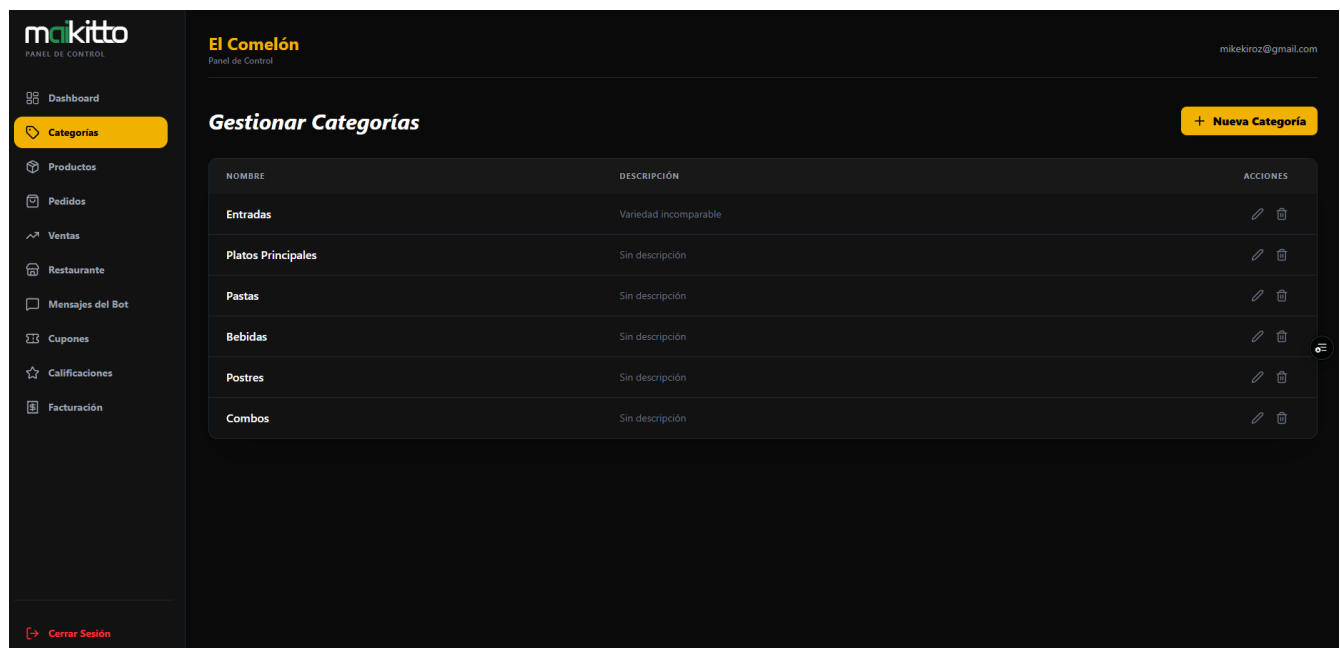 maikitto
PANEL DE CONTROL
Dashboard
Categorías
Productos
Pedidos
Ventas
Restaurante
Mensajes del Bot
Cupones
Calificaciones
Facturación
Cerrar Sesión
El Comelón
Panel de Control
mikekiroz@gmail.com
Gestionar Categorías
+ Nueva Categoría
NOMBRE DESCRIPCIÓN ACCIONES
Entradas Variedad incomparable
Platos Principales Sin descripción
Pastas Sin descripción
Bebidas Sin descripción
Postres Sin descripción
Combos Sin descripción